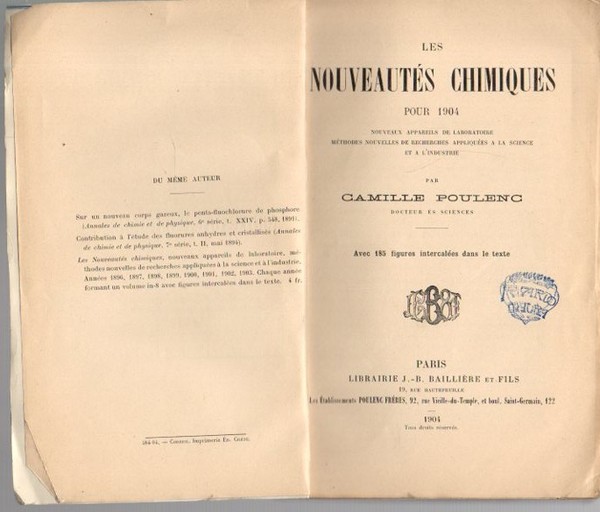 DU MÊME AUTEUR
Sur un nouveau corps gazeux, le penta-fluochlorure de phosphore
(Annales de chimie et de physique, 6e série, t. XXIV, p. 548, 1891).
Contribution à l'étude des fluorures anhydres et cristallisés (Annales
de chimie et de physique, 7e série, t. II, mai 1894).
Les Nouveautés chimiques, nouveaux appareils de laboratoire, mé-
thodes nouvelles de recherches appliquées à la science et à l'industrie.
Années 1896, 1897, 1898, 1899, 1900, 1901, 1902, 1903. Chaque année
formant un volume in-8 avec figures intercalées dans le texte. 4 fr.
Imprimerie Éd. Crété.
LES
NOUVEAUTÉS CHIMIQUES
POUR 1904
NOUVEAUX APPAREILS DE LABORATOIRE
MÉTHODES NOUVELLES DE RECHERCHES APPLIQUÉES A LA SCIENCE
ET A L'INDUSTRIE
PAR
CAMILLE POULENC
DOCTEUR ÈS SCIENCES
Avec 185 figures intercalées dans le texte
PARIS
LIBRAIRIE J.-B. BAILLIÈRE ET FILS
19, RUE HAUTEFEUILLE
Les Établissements POULENC FRÈRES, 92, rue Vieille-du-Temple, et boul. Saint-Germain, 122
1904
Tous droits réservés.